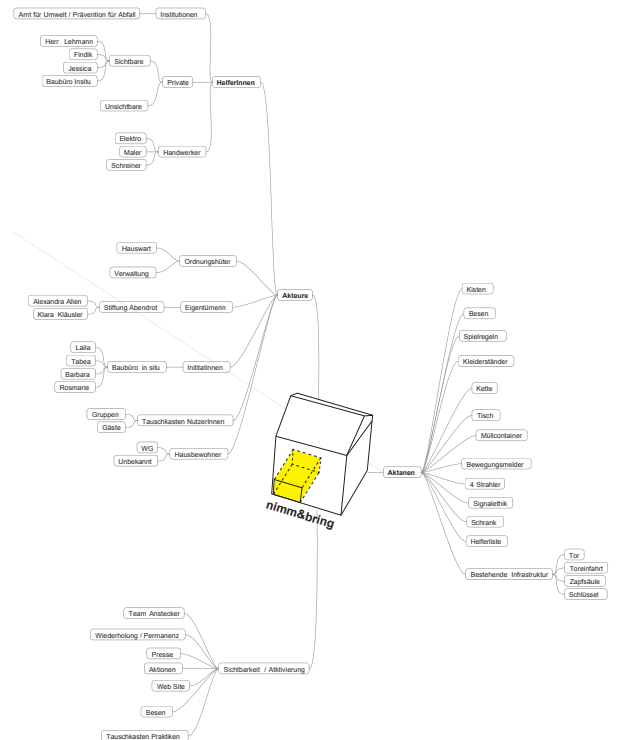 Amt für Umwelt / Prävention für Abfall
Institutionen
Herr Lehmann
Findik
Jessica
Baubüro Insitu
Sichtbare
Unsichtbare
Private
HelferInnen
Elektro
Maler
Schreiner
Handwerker
Hauswart
Verwaltung
Ordnungshüter
Akteure
Alexandra Allen
Klara Kläusler
Stiftung Abendrot
Eigentümerin
Laila
Tabea
Barbara
Rosmarie
Baubüro in situ
Inititatinnen
Gruppen
Gäste
Tauschkasten NutzerInnen
WG
Unbekannt
Hausbewohner
nimm&bring
Aktanen
Kisten
Besen
Spielregeln
Kleiderständer
Kette
Tisch
Müllcontainer
Bewegungsmelder
4 Strahler
Signalethik
Schrank
Helferliste
Bestehende Infrastruktur
Tor
Toreinfahrt
Zapfsäule
Schlüssel
Team Anstecker
Wiederholung / Permanenz
Presse
Aktionen
Web Site
Besen
Tauschkasten Praktiken
Sichtbarkeit / Atktivierung